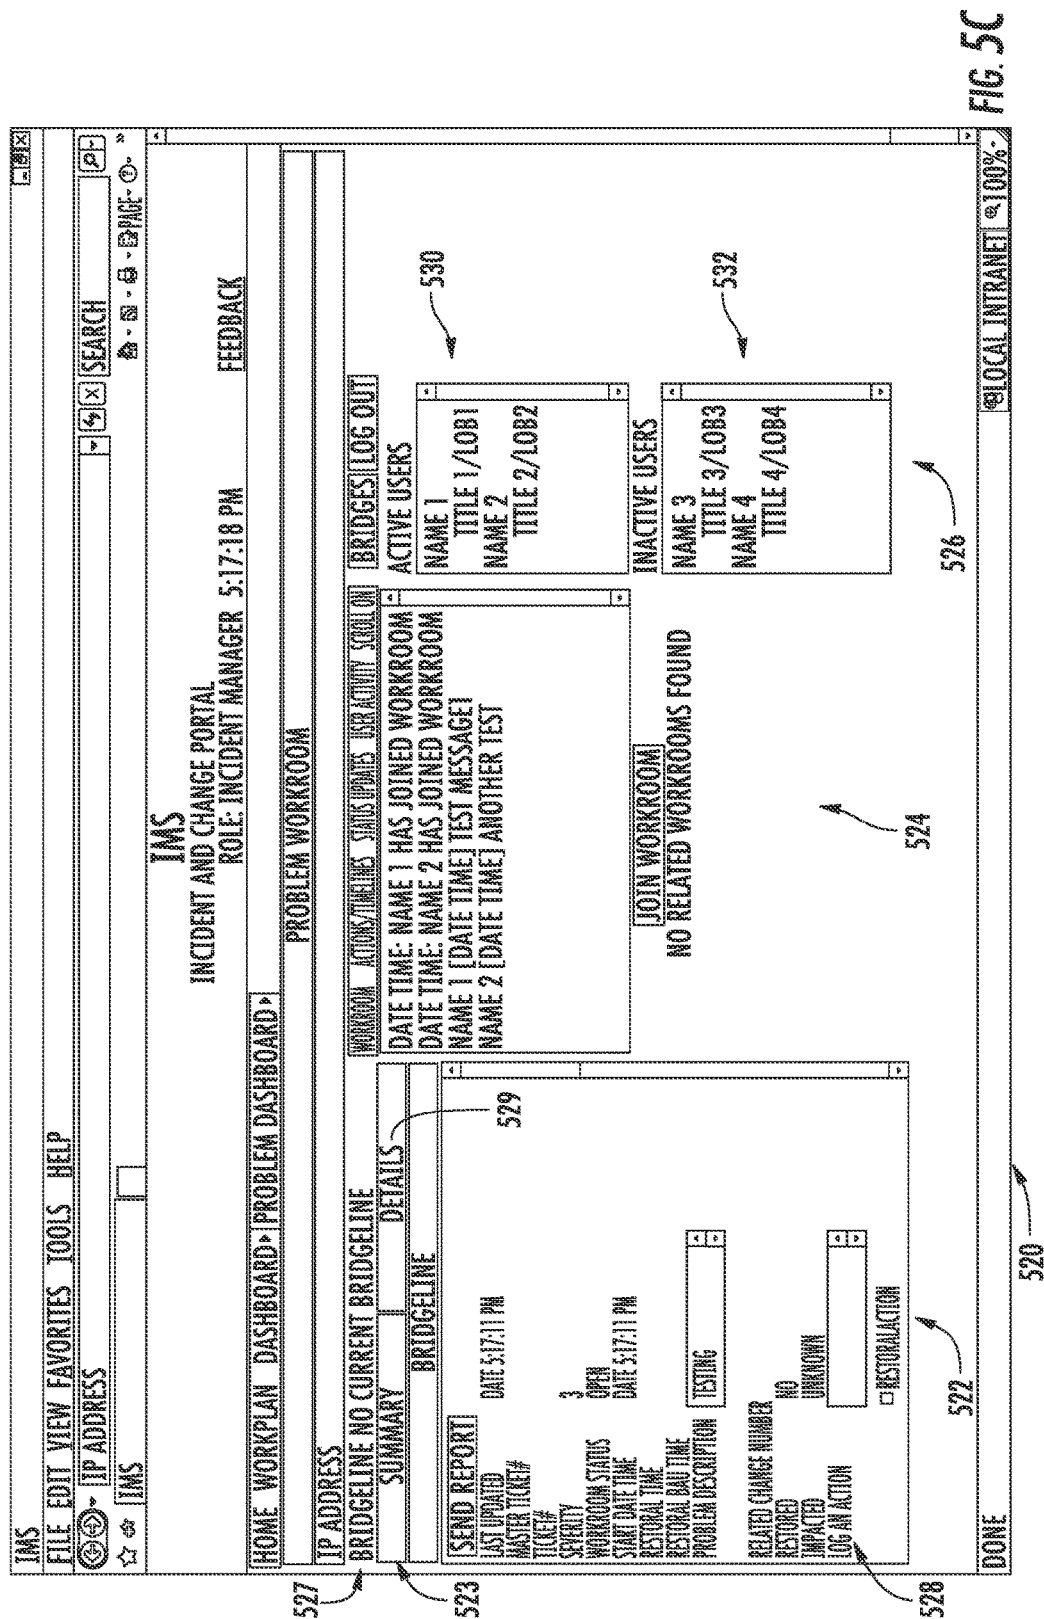 IMS
FILE EDIT VIEW FAVORITES TOOLS HELP
IP ADDRESS
SEARCH
IMS
PAGE
IMS
INCIDENT AND CHANGE PORTAL
ROLE: INCIDENT MANAGER 5:17:18 PM
FEEDBACK
HOME WORKPLAN DASHBOARD PROBLEM DASHBOARD
PROBLEM WORKROOM
IP ADDRESS
527
BRIDGELINE NO CURRENT BRIDGELINE
523
SUMMARY
DETAILS
529
BRIDGELINE
SEND REPORT
LAST UPDATED DATE 5:17:11 PM
MASTER TICKET#
TICKET#
SEVERITY 3
WORKROOM STATUS OPEN
START DATE TIME DATE 5:17:11 PM
RESTORAL TIME
RESTORAL BAU TIME
PROBLEM DESCRIPTION TESTING
RELATED CHANGE NUMBER
RESTORED NO
IMPACTED UNKNOWN
LOG AN ACTION
528
RESTORALACTION
522
WORKROOM ACTIONS/TIMELINES STATUS UPDATES USER ACTIVITY SCROLL ON
DATE TIME: NAME 1 HAS JOINED WORKROOM
DATE TIME: NAME 2 HAS JOINED WORKROOM
NAME 1 [DATE TIME] TEST MESSAGE1
NAME 2 [DATE TIME] ANOTHER TEST
JOIN WORKROOM
NO RELATED WORKROOMS FOUND
524
BRIDGES LOG OUT
ACTIVE USERS
NAME 1
TITLE 1/LOB1
NAME 2
TITLE 2/LOB2
530
INACTIVE USERS
NAME 3
TITLE 3/LOB3
NAME 4
TITLE 4/LOB4
532
526
DONE
LOCAL INTRANET
100%
520
FIG. 5C